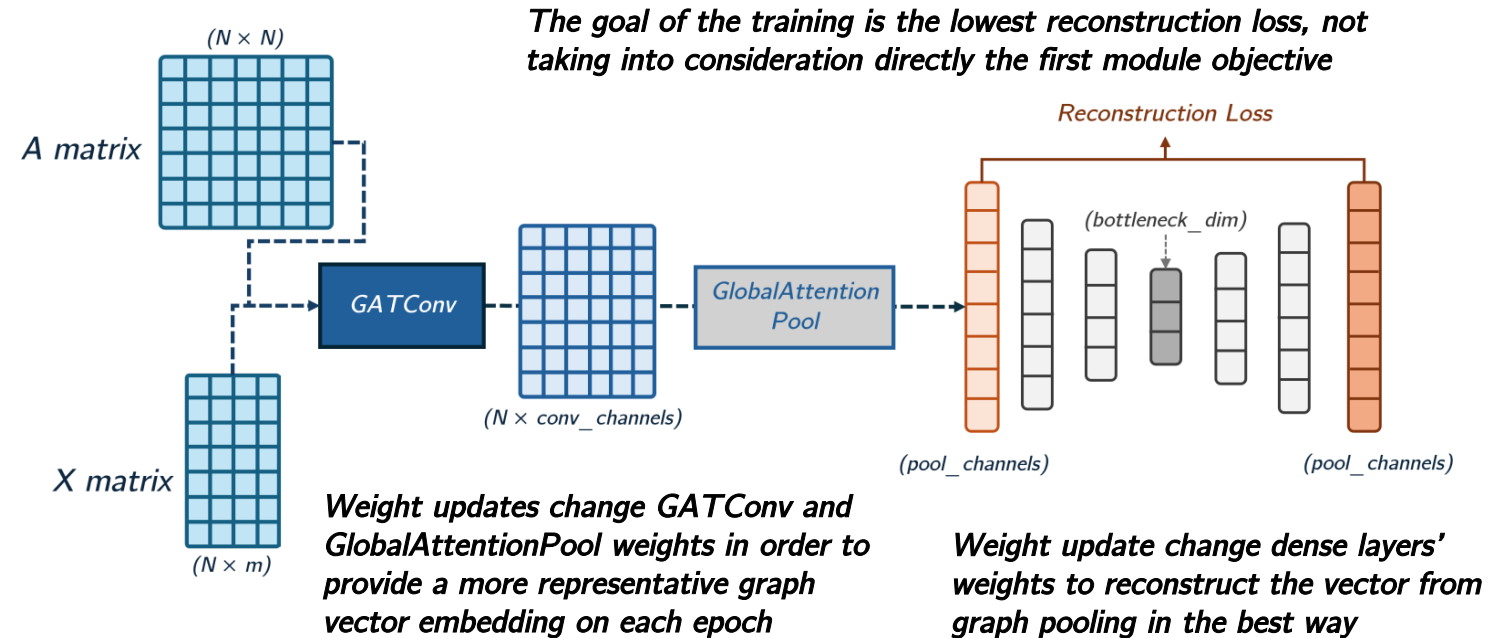 The goal of the training is the lowest reconstruction loss, not
taking into consideration directly the first module objective
(N × N)
A matrix
Reconstruction Loss
(bottleneck_dim)
GATConv
GlobalAttention
Pool
(N × conv_channels)
(pool_channels)
(pool_channels)
X matrix
(N × m)
Weight updates change GATConv and
GlobalAttentionPool weights in order to
provide a more representative graph
vector embedding on each epoch
Weight update change dense layers'
weights to reconstruct the vector from
graph pooling in the best way